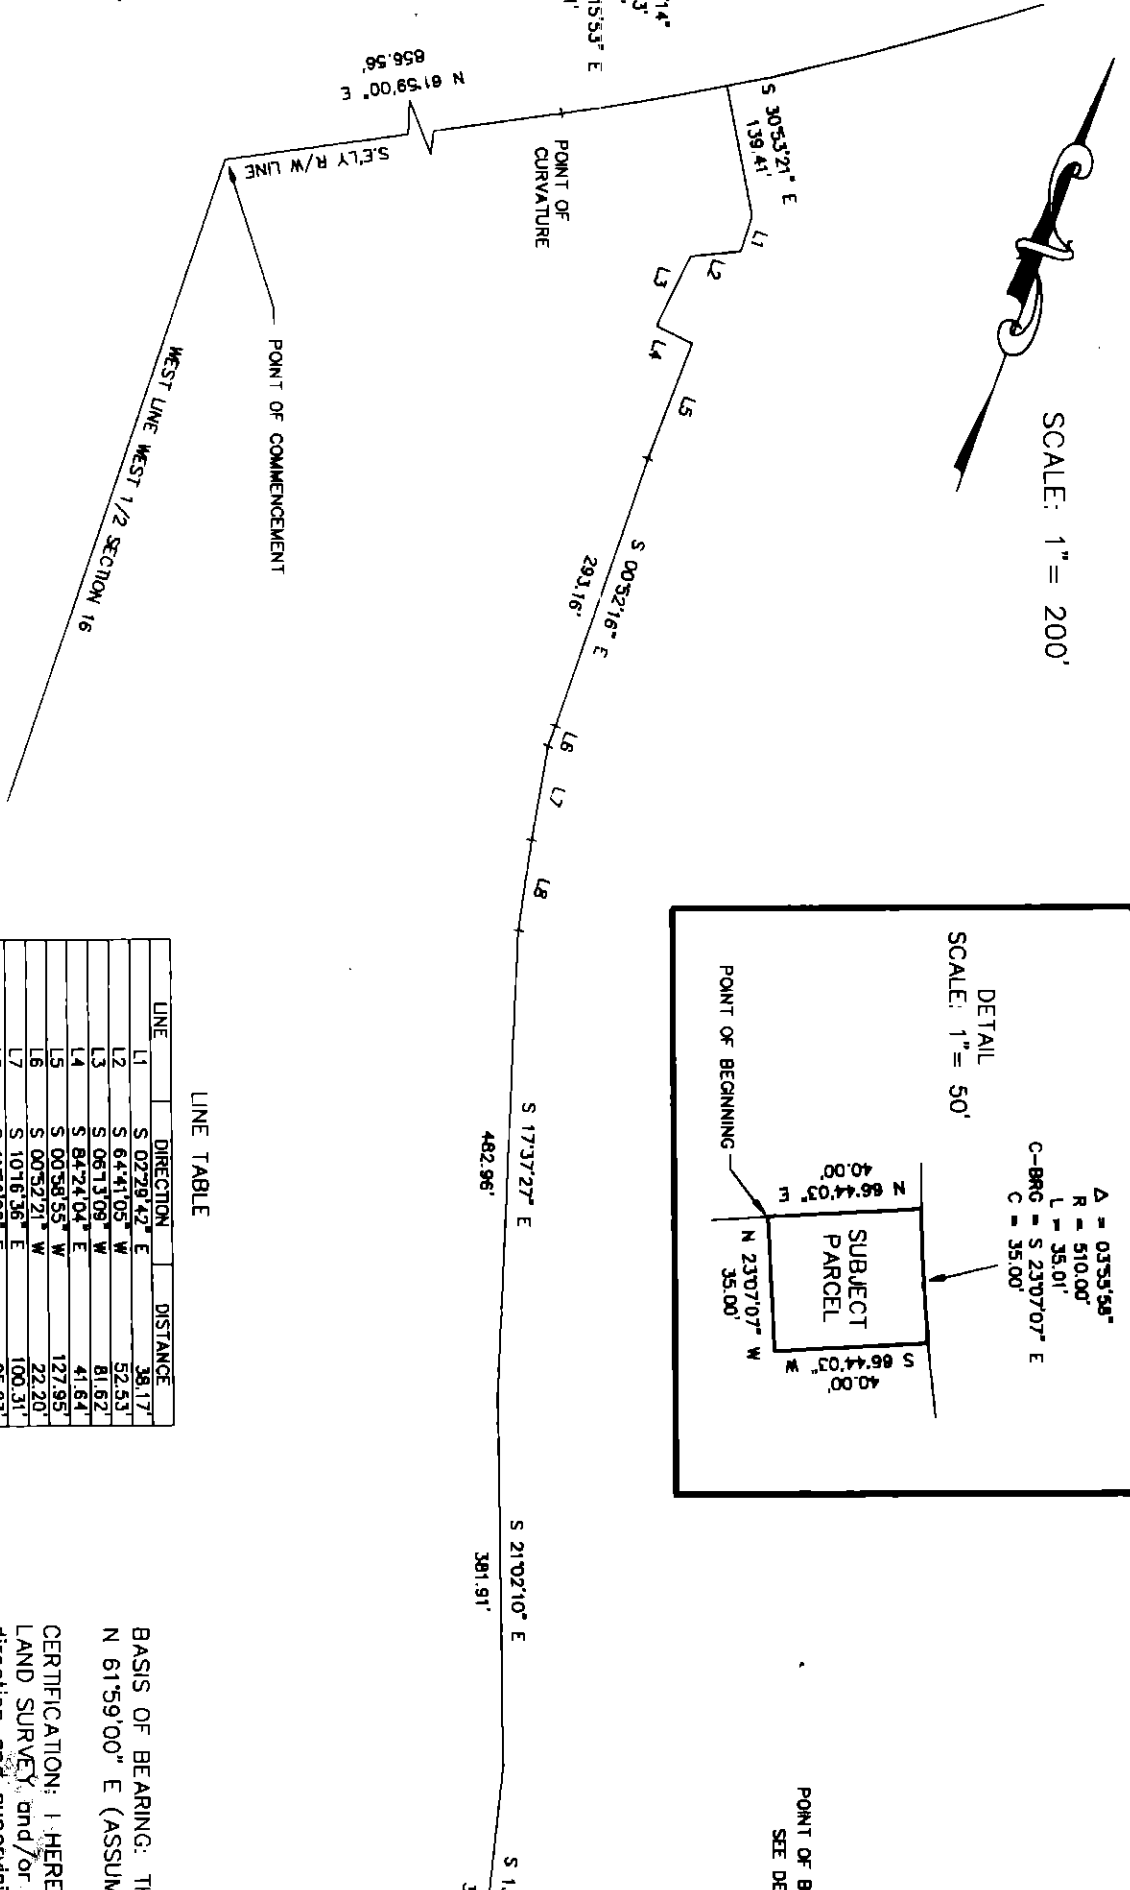 SCALE: 1"= 200'
N 61°59'00" E
856.56'
S.E'LY R/W LINE
POINT OF
CURVATURE
POINT OF COMMENCEMENT
WEST LINE WEST 1/2 SECTION 16
15'53" E
S 30°53'21" E
139.41'
L1
L2
L3
L4
L5
S 00°52'16" E
293.16'
L6
L7
L8
S 17°37'27" E
482.96'
S 21°02'10" E
381.91'
DETAIL
SCALE: 1"= 50'
Δ = 03°55'58"
R = 510.00'
L = 35.01'
C-BRG = S 23°07'07" E
C = 35.00'
POINT OF BEGINNING
N 66°44'03" E
40.00'
SUBJECT
PARCEL
S 66°44'03" W
40.00'
N 23°07'07" W
35.00'
POINT OF B
SEE DE
LINE TABLE
LINE DIRECTION DISTANCE
L1 S 02°29'42" E 38.17'
L2 S 64°41'05" W 52.53'
L3 S 06°13'09" W 81.62'
L4 S 84°24'04" E 41.64'
L5 S 00°58'55" W 127.95'
L6 S 00°52'21" W 22.20'
L7 S 10°16'36" E 100.31'
BASIS OF BEARING: TH
N 61°59'00" E (ASSUM
CERTIFICATION: I HERE
LAND SURVEY and/or